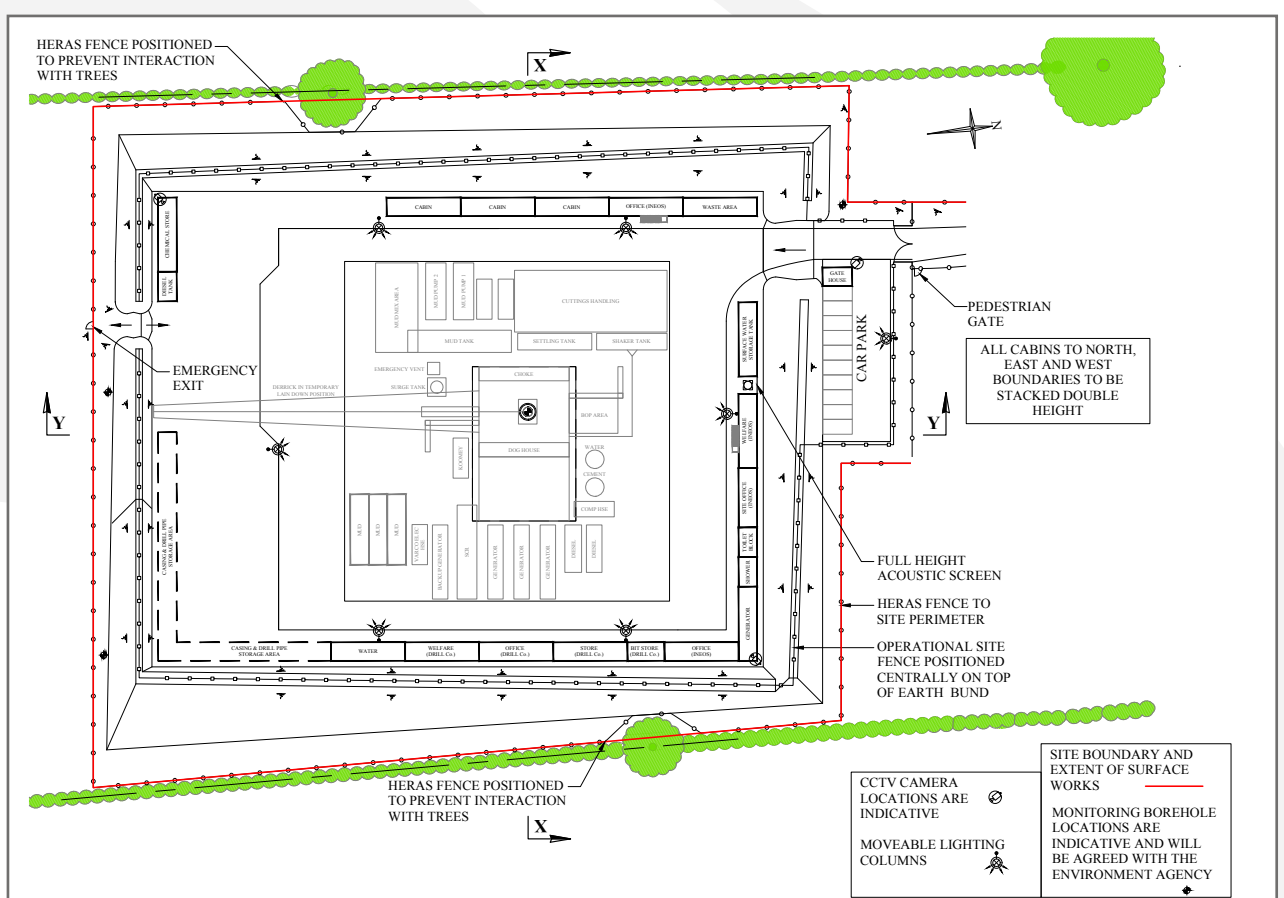 HERAS FENCE POSITIONED
TO PREVENT INTERACTION
WITH TREES
X
N
CHEMICAL STORE
DIESEL
TANK
CABIN
CABIN
CABIN
OFFICE (INEOS)
WASTE AREA
MUD MIX AREA
MUD PUMP 2
MUD PUMP 1
CUTTINGS HANDLING
MUD TANK
SETTLING TANK
SHAKER TANK
GATE
HOUSE
CAR PARK
PEDESTRIAN
GATE
ALL CABINS TO NORTH,
EAST AND WEST
BOUNDARIES TO BE
STACKED DOUBLE
HEIGHT
SURFACE WATER
STORAGE TANK
EMERGENCY
EXIT
EMERGENCY VENT
SURGE TANK
DERRICK IN TEMPORARY
LAIN DOWN POSITION
CHOKE
BOP AREA
Y
Y
DOG HOUSE
KOOMEY
WATER
CEMENT
COMP HSE
WELFARE
(INEOS)
SITE OFFICE
(INEOS)
TOILET
BLOCK
SHOWER
GENERATOR
CASING & DRILL PIPE
STORAGE AREA
MUD
MUD
MUD
VARCO ELEC
HSE
BACKUP GENERATOR
SCR
GENERATOR
GENERATOR
GENERATOR
DIESEL
DIESEL
FULL HEIGHT
ACOUSTIC SCREEN
HERAS FENCE TO
SITE PERIMETER
OPERATIONAL SITE
FENCE POSITIONED
CENTRALLY ON TOP
OF EARTH BUND
CASING & DRILL PIPE
STORAGE AREA
WATER
WELFARE
(DRILL Co.)
OFFICE
(DRILL Co.)
STORE
(DRILL Co.)
BIT STORE
(DRILL Co.)
OFFICE
(INEOS)
HERAS FENCE POSITIONED
TO PREVENT INTERACTION
WITH TREES
X
CCTV CAMERA
LOCATIONS ARE
INDICATIVE
MOVEABLE LIGHTING
COLUMNS
SITE BOUNDARY AND
EXTENT OF SURFACE
WORKS
MONITORING BOREHOLE
LOCATIONS ARE
INDICATIVE AND WILL
BE AGREED WITH THE
ENVIRONMENT AGENCY